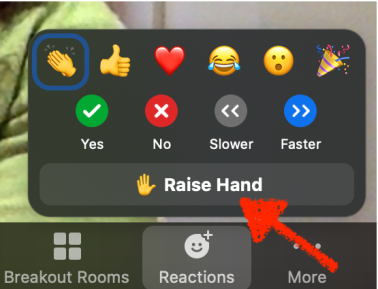 Yes
No
Slower
Faster
Raise Hand
Breakout Rooms
Reactions
More